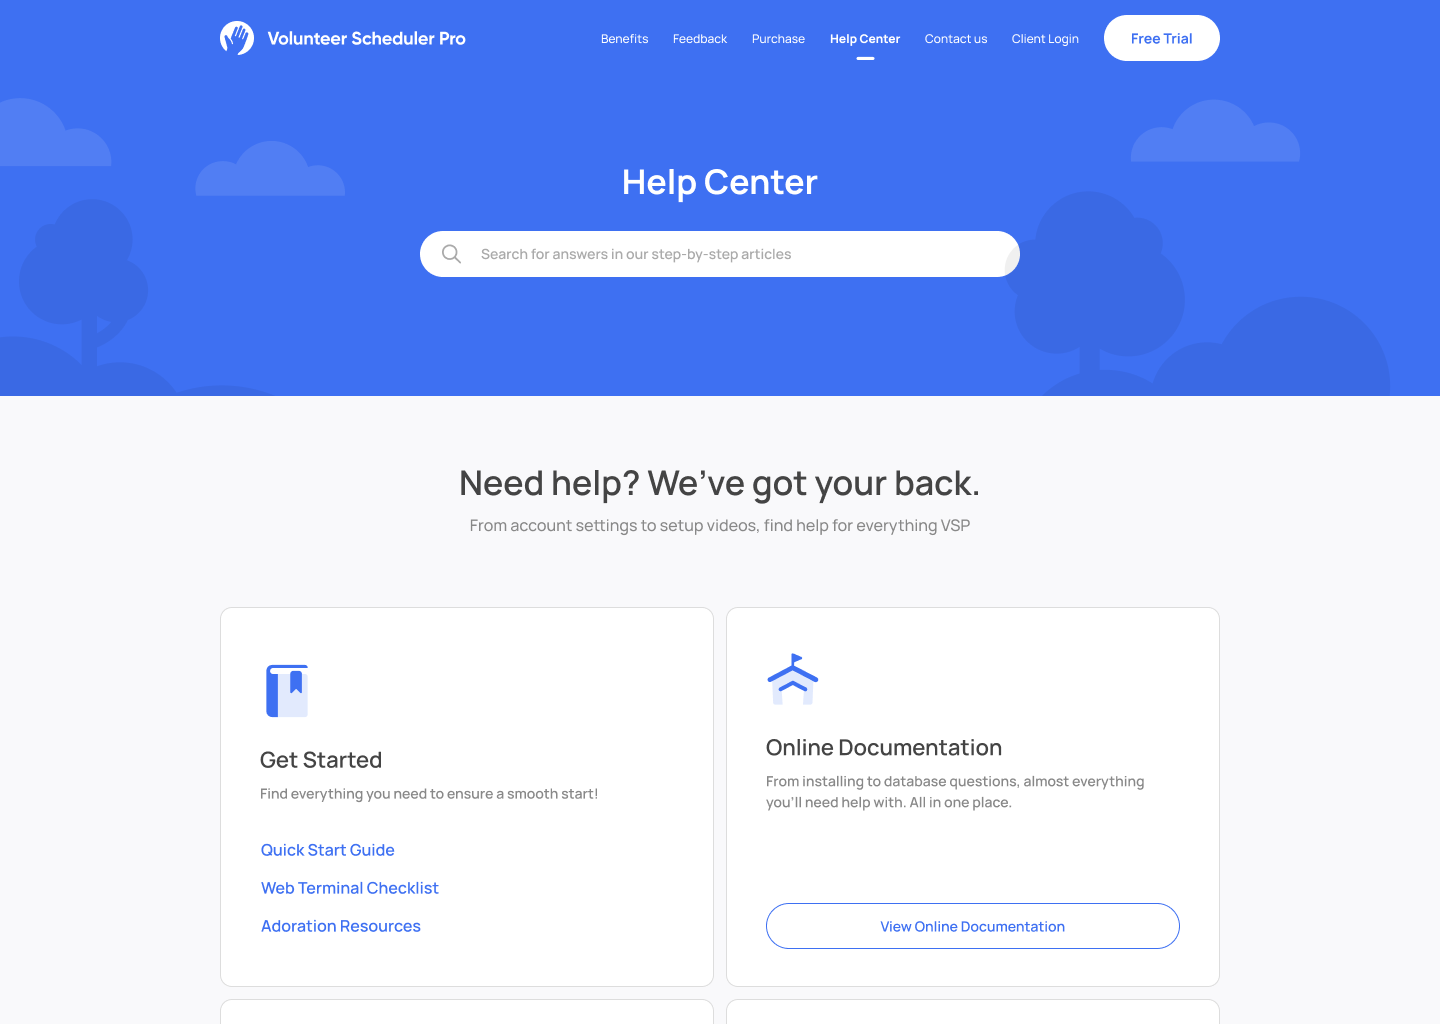 Volunteer Scheduler Pro
Benefits
Feedback
Purchase
Help Center
Contact us
Client Login
Free Trial
Help Center
Search for answers in our step-by-step articles
Need help? We’ve got your back.
From account settings to setup videos, find help for everything VSP
Get Started
Find everything you need to ensure a smooth start!
Quick Start Guide
Web Terminal Checklist
Adoration Resources
Online Documentation
From installing to database questions, almost everything
you’ll need help with. All in one place.
View Online Documentation